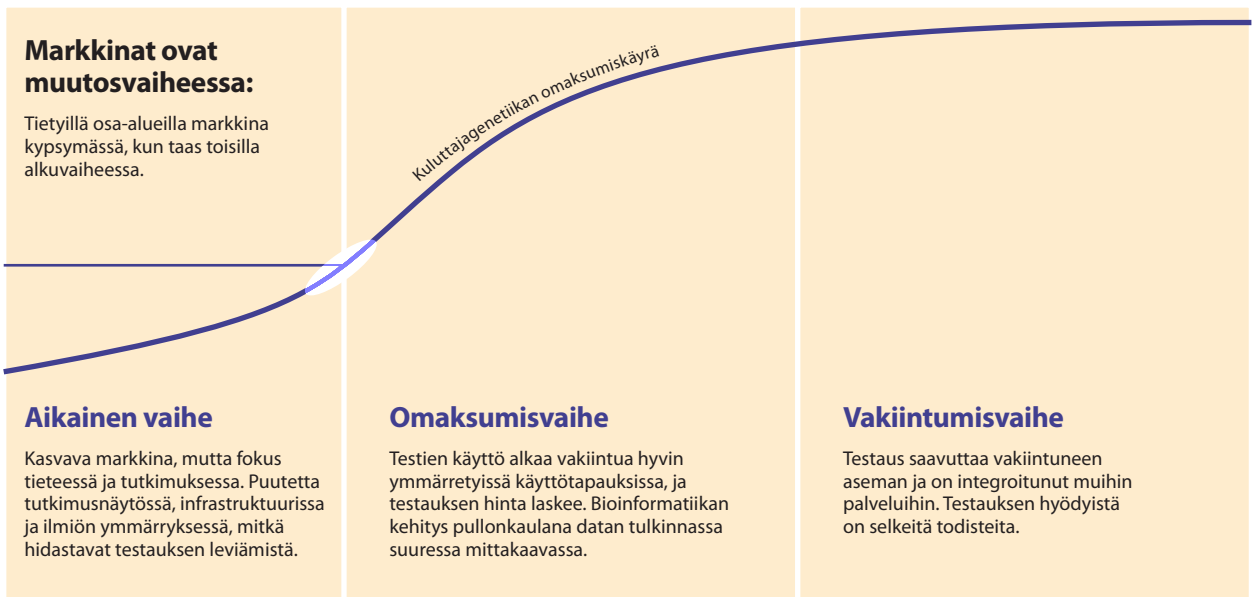 Markkinat ovat
muutosvaiheessa:
Tietyillä osa-alueilla markkina
kypsymässä, kun taas toisilla
alkuvaiheessa.
Kuluttajagenetiikan omaksumiskäyrä
Aikainen vaihe
Kasvava markkina, mutta fokus
tieteessä ja tutkimuksessa. Puutetta
tutkimusnäytössä, infrastruktuurissa
ja ilmiön ymmärryksessä, mitkä
hidastavat testauksen leviämistä.
Omaksumisvaihe
Testien käyttö alkaa vakiintua hyvin
ymmärretyissä käyttötapauksissa, ja
testauksen hinta laskee. Bioinformatiikan
kehitys pullonkaulana datan tulkinnassa
suuressa mittakaavassa.
Vakiintumisvaihe
Testaus saavuttaa vakiintuneen
aseman ja on integroitunut muihin
palveluihin. Testauksen hyödyistä
on selkeitä todisteita.